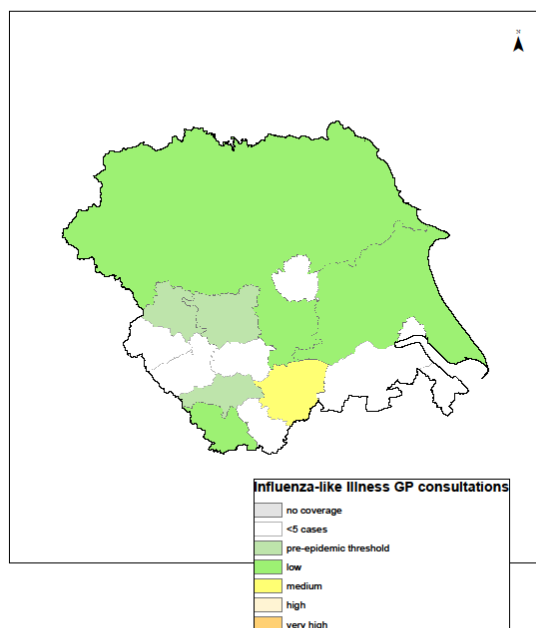 N
Influenza-like Illness GP consultations
no coverage
<5 cases
pre-epidemic threshold
low
medium
high
very high